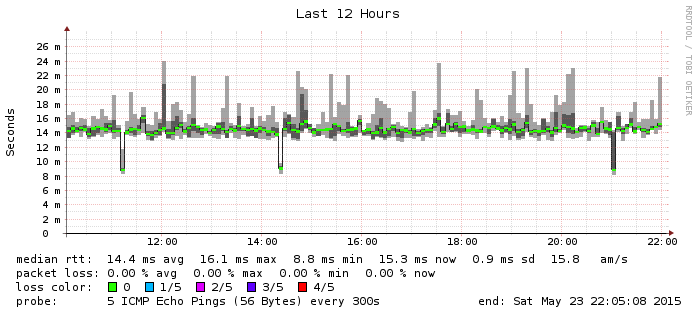 Last 12 Hours
RRDTOOL / TOBI OETIKER
Seconds
26 m
24 m
22 m
20 m
18 m
16 m
14 m
12 m
10 m
8 m
6 m
4 m
2 m
0
12:00 14:00 16:00 18:00 20:00 22:00
median rtt: 14.4 ms avg 16.1 ms max 8.8 ms min 15.3 ms now 0.9 ms sd 15.8 am/s
packet loss: 0.00 % avg 0.00 % max 0.00 % min 0.00 % now
loss color: 0 1/5 2/5 3/5 4/5
probe: 5 ICMP Echo Pings (56 Bytes) every 300s end: Sat May 23 22:05:08 2015